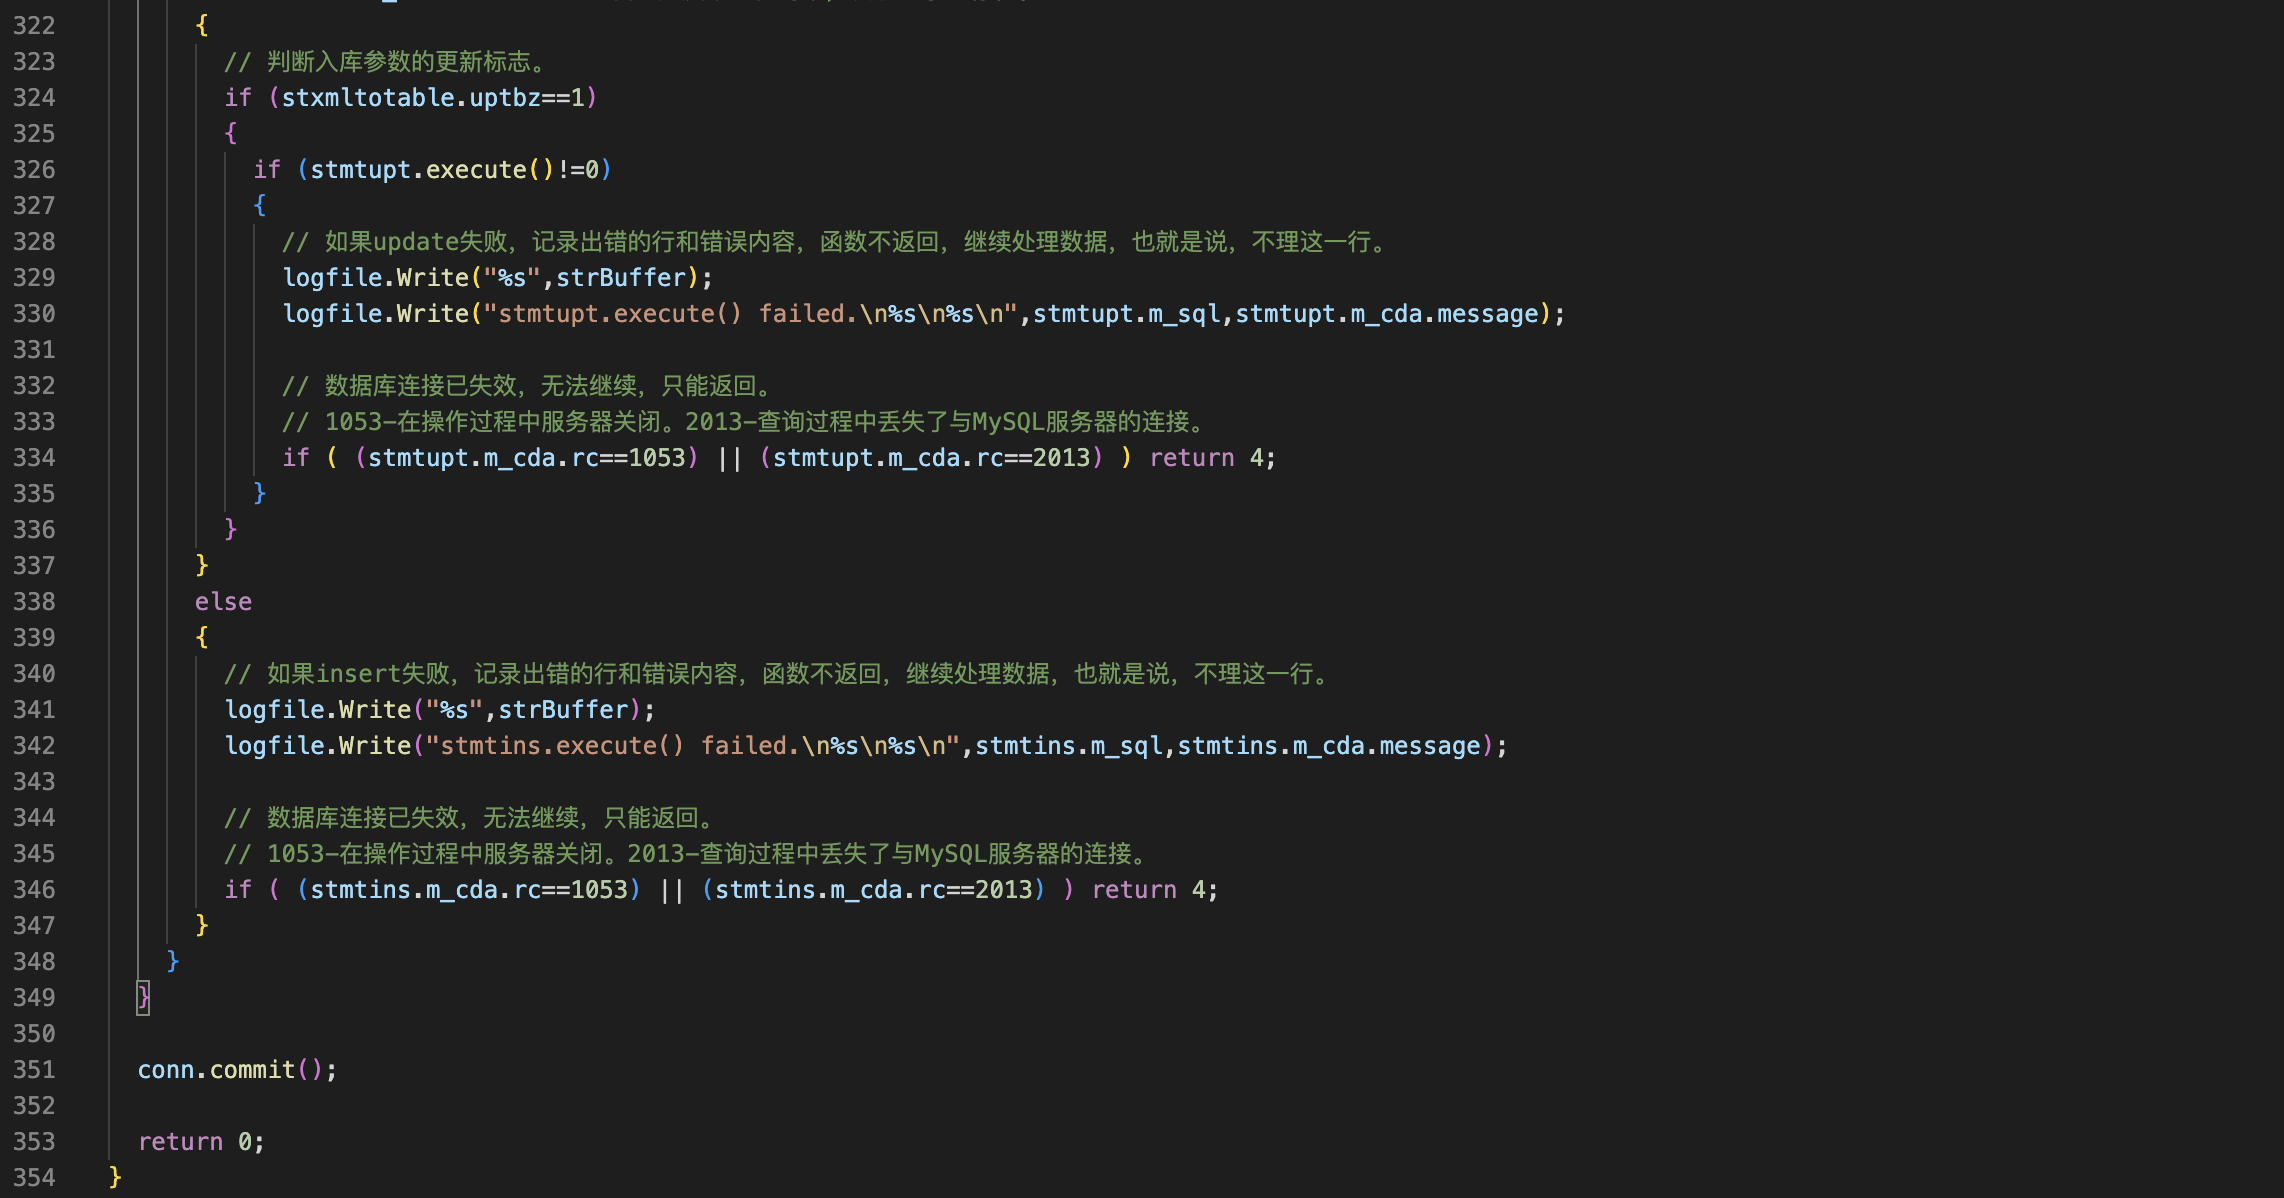 322 {
323 // 判断入库参数的更新标志。
324 if (stxmltotable.uptbz==1)
325 {
326 if (stmtupt.execute()!=0)
327 {
328 // 如果update失败，记录出错的行和错误内容，函数不返回，继续处理数据，也就是说，不理这一行。
329 logfile.Write("%s",strBuffer);
330 logfile.Write("stmtupt.execute() failed.\n%s\n%s\n",stmtupt.m_sql,stmtupt.m_cda.message);
331
332 // 数据库连接已失效，无法继续，只能返回。
333 // 1053-在操作过程中服务器关闭。2013-查询过程中丢失了与MySQL服务器的连接。
334 if ( (stmtupt.m_cda.rc==1053) || (stmtupt.m_cda.rc==2013) ) return 4;
335 }
336 }
337 }
338 else
339 {
340 // 如果insert失败，记录出错的行和错误内容，函数不返回，继续处理数据，也就是说，不理这一行。
341 logfile.Write("%s",strBuffer);
342 logfile.Write("stmtins.execute() failed.\n%s\n%s\n",stmtins.m_sql,stmtins.m_cda.message);
343
344 // 数据库连接已失效，无法继续，只能返回。
345 // 1053-在操作过程中服务器关闭。2013-查询过程中丢失了与MySQL服务器的连接。
346 if ( (stmtins.m_cda.rc==1053) || (stmtins.m_cda.rc==2013) ) return 4;
347 }
348 }
349 }
350
351 conn.commit();
352
353 return 0;
354 }